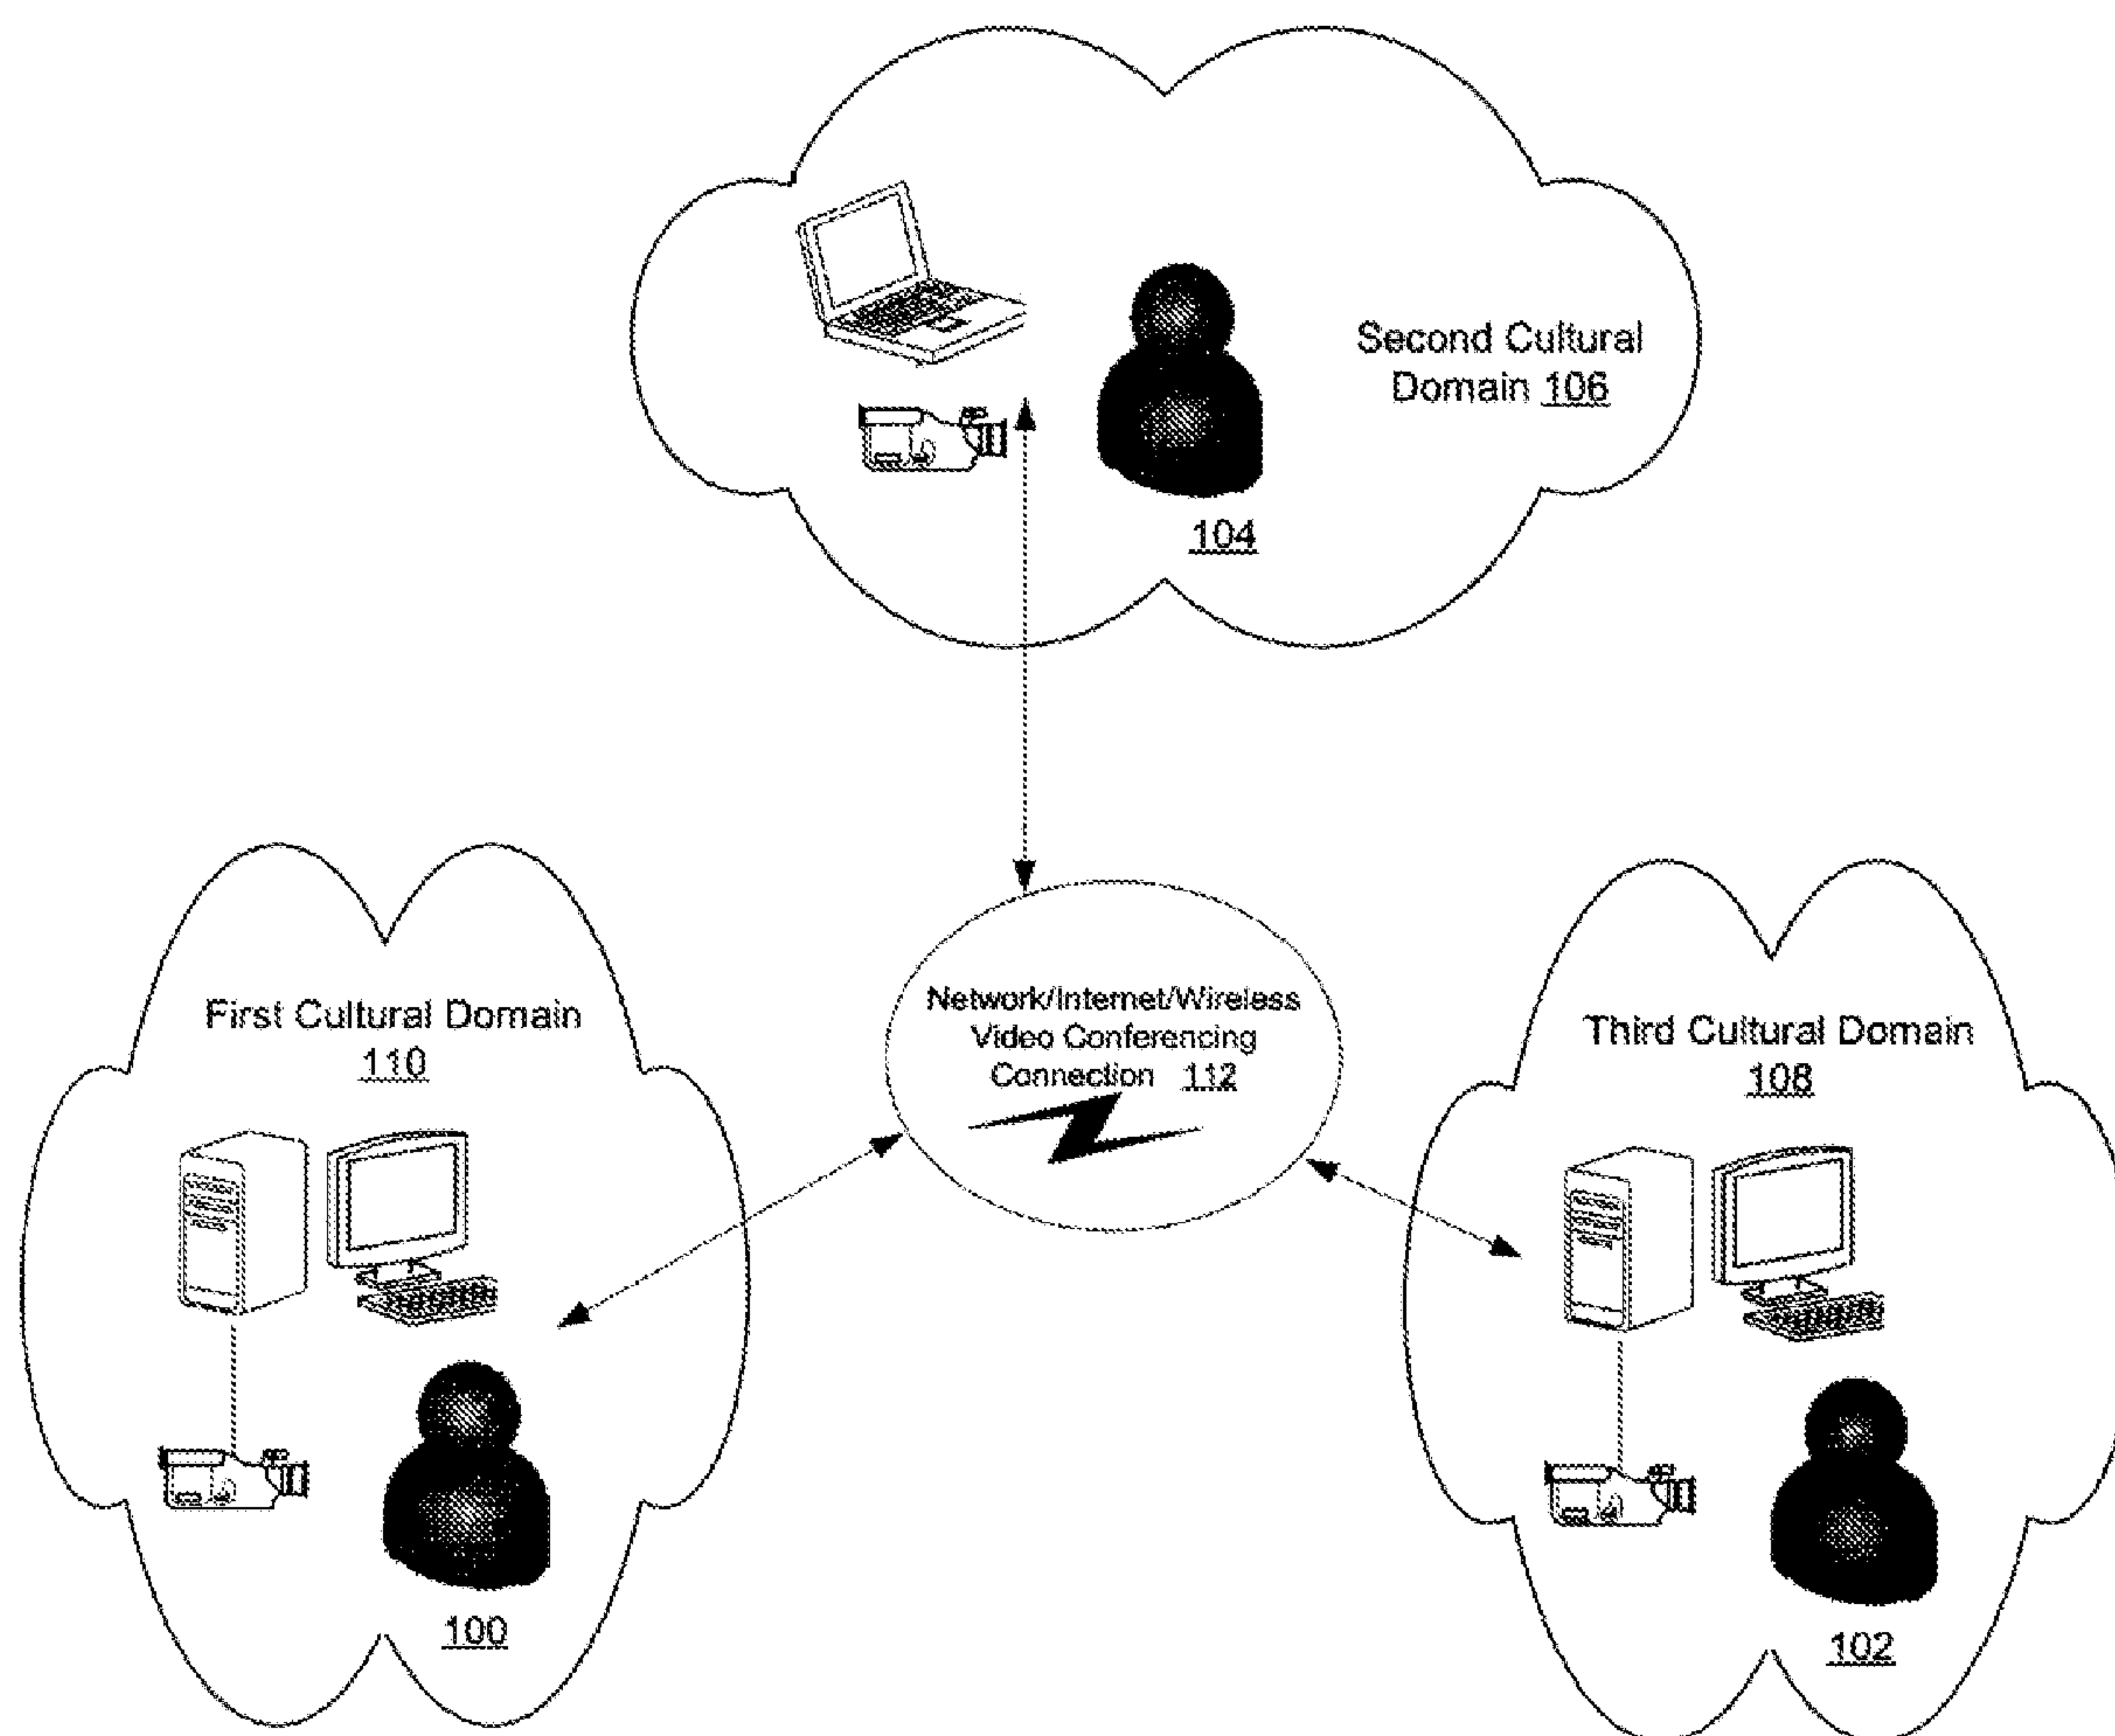 Second Cultural
Domain 106
104
First Cultural Domain
110
Network/Internet/Wireless
Video Conferencing
Connection 112
Third Cultural Domain
108
100
102